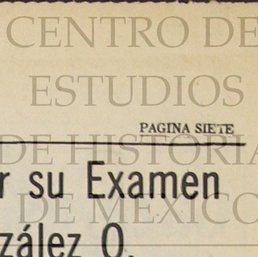 CENTRO DE
ESTUDIOS
PAGINA SIETE
DE HISTORIA
r su Examen
DE MEXICO
zález O.